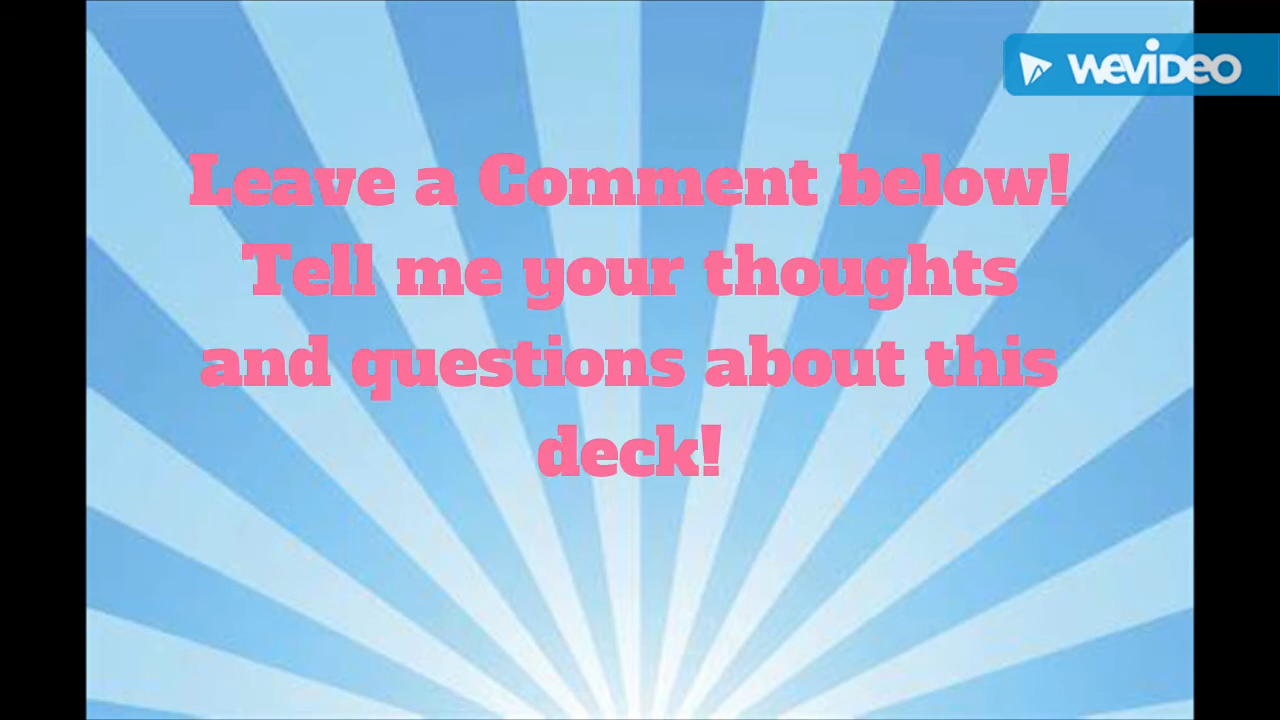 WEVIDEO
Leave a Comment below!
Tell me your thoughts
and questions about this
deck!